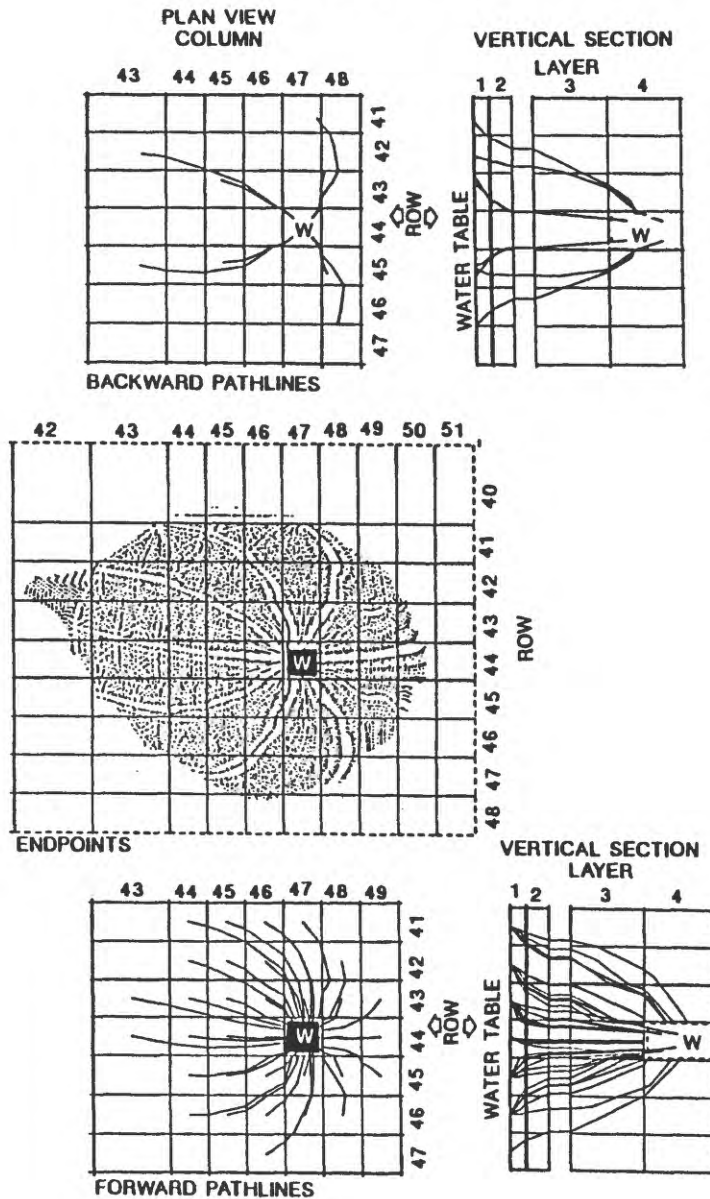 PLAN VIEW
COLUMN
43 44 45 46 47 48
41
42
43
44
45
46
47
ROW
W
BACKWARD PATHLINES
VERTICAL SECTION
LAYER
1 2 3 4
WATER TABLE
W
42 43 44 45 46 47 48 49 50 51
40
41
42
43
44
45
46
47
48
ROW
W
ENDPOINTS
43 44 45 46 47 48 49
41
42
43
44
45
46
47
ROW
W
FORWARD PATHLINES
VERTICAL SECTION
LAYER
1 2 3 4
WATER TABLE
W